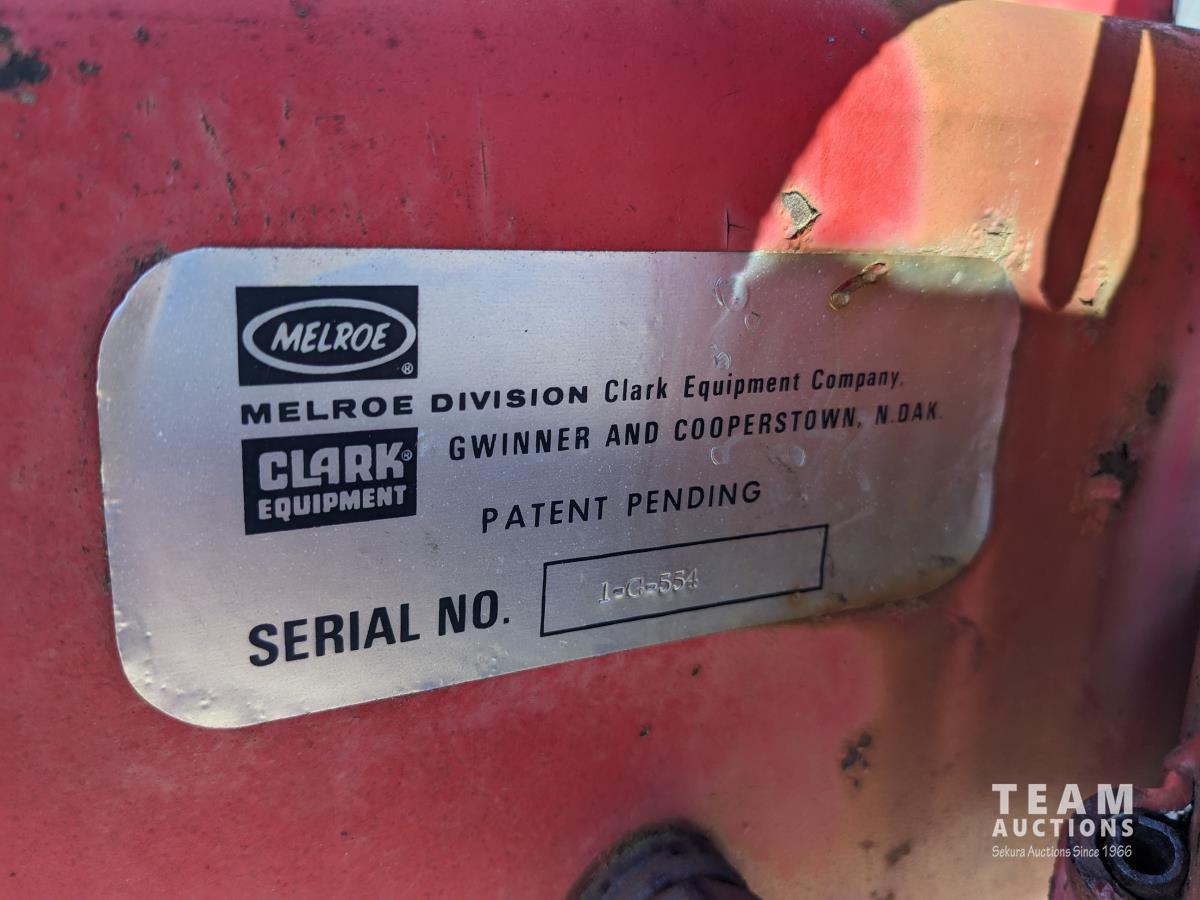 MELROE ®
MELROE DIVISION Clark Equipment Company,
GWINNER AND COOPERSTOWN, N.DAK.
CLARK®
EQUIPMENT
PATENT PENDING
SERIAL NO. 1-G-554
TEAM
AUCTIONS
Sekura Auctions Since 1966